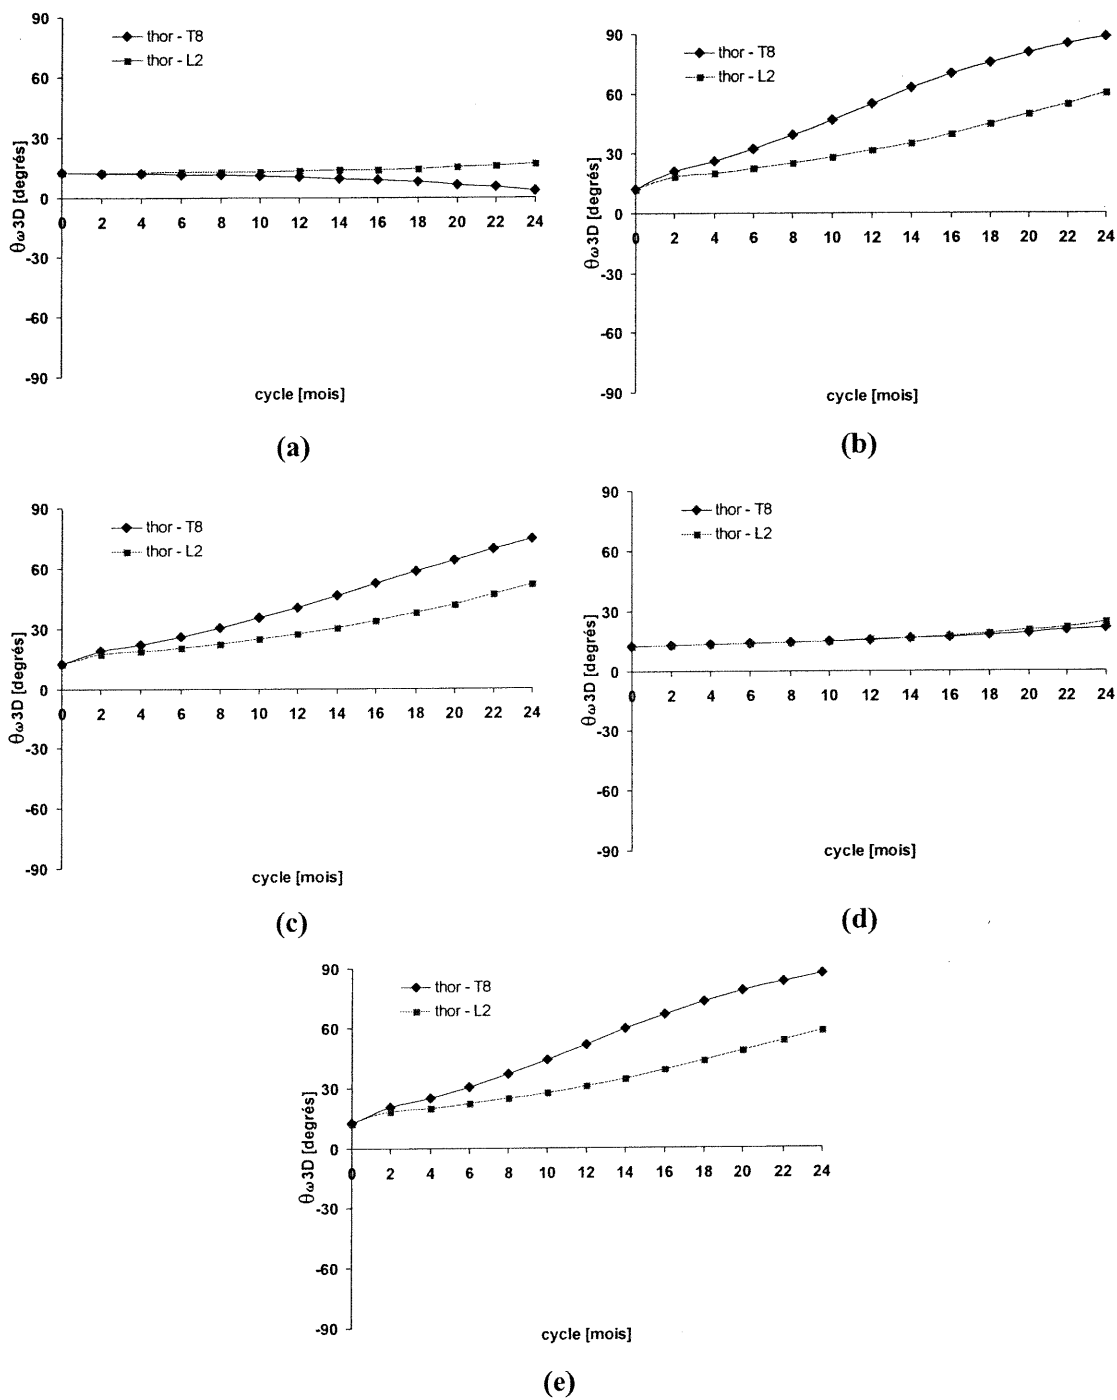 90
60
30
0
-30
-60
-90
θω3D [degrés]
thor - T8
thor - L2
0 2 4 6 8 10 12 14 16 18 20 22 24
cycle [mois]
(a)
90
60
30
0
-30
-60
-90
θω3D [degrés]
thor - T8
thor - L2
0 2 4 6 8 10 12 14 16 18 20 22 24
cycle [mois]
(b)
90
60
30
0
-30
-60
-90
θω3D [degrés]
thor - T8
thor - L2
0 2 4 6 8 10 12 14 16 18 20 22 24
cycle [mois]
(c)
90
60
30
0
-30
-60
-90
θω3D [degrés]
thor - T8
thor - L2
0 2 4 6 8 10 12 14 16 18 20 22 24
cycle [mois]
(d)
90
60
30
0
-30
-60
-90
θω3D [degrés]
thor - T8
thor - L2
0 2 4 6 8 10 12 14 16 18 20 22 24
cycle [mois]
(e)